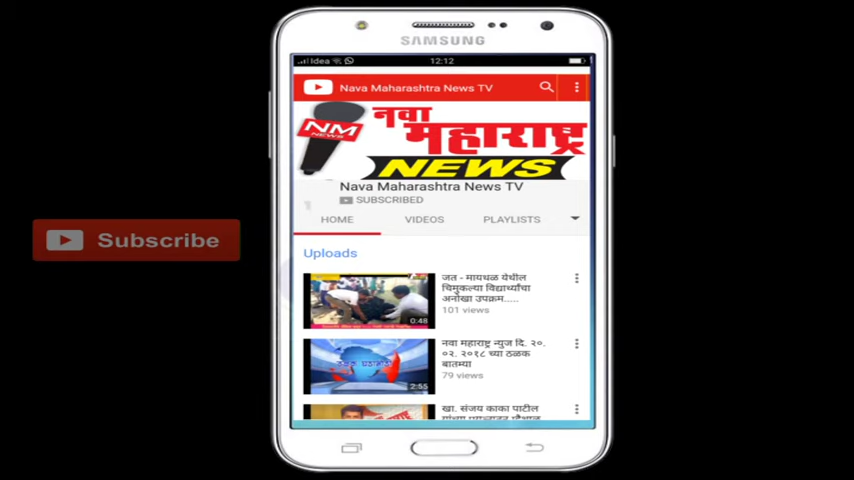 SAMSUNG
Idea 12:12
Nava Maharashtra News TV
NM
NEWS
नवा
महाराष्ट्र
NEWS
Nava Maharashtra News TV
SUBSCRIBED
HOME VIDEOS PLAYLISTS
Subscribe
Uploads
जत - मायथळ येथील
चिमुकल्या विद्यार्थ्यांचा
अनोखा उपक्रम.....
101 views
0:48
नवा महाराष्ट्र न्युज दि. २०.
०२. २०१८ च्या ठळक
बातम्या
79 views
2:55
खा. संजय काका पाटील